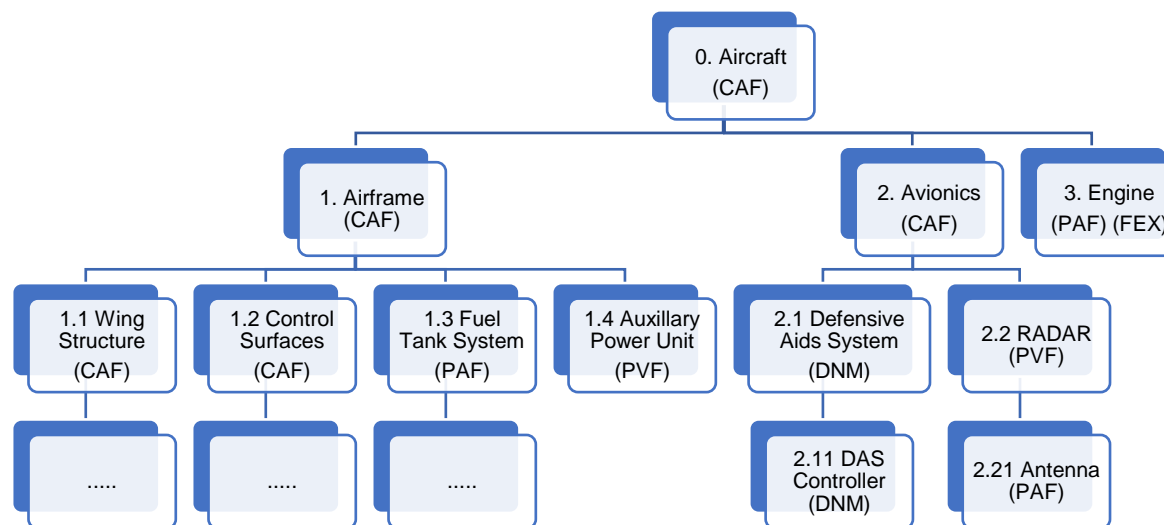 0. Aircraft
(CAF)
1. Airframe
(CAF)
2. Avionics
(CAF)
3. Engine
(PAF) (FEX)
1.1 Wing
Structure
(CAF)
1.2 Control
Surfaces
(CAF)
1.3 Fuel
Tank System
(PAF)
1.4 Auxillary
Power Unit
(PVF)
2.1 Defensive
Aids System
(DNM)
2.2 RADAR
(PVF)
.....
.....
.....
2.11 DAS
Controller
(DNM)
2.21 Antenna
(PAF)